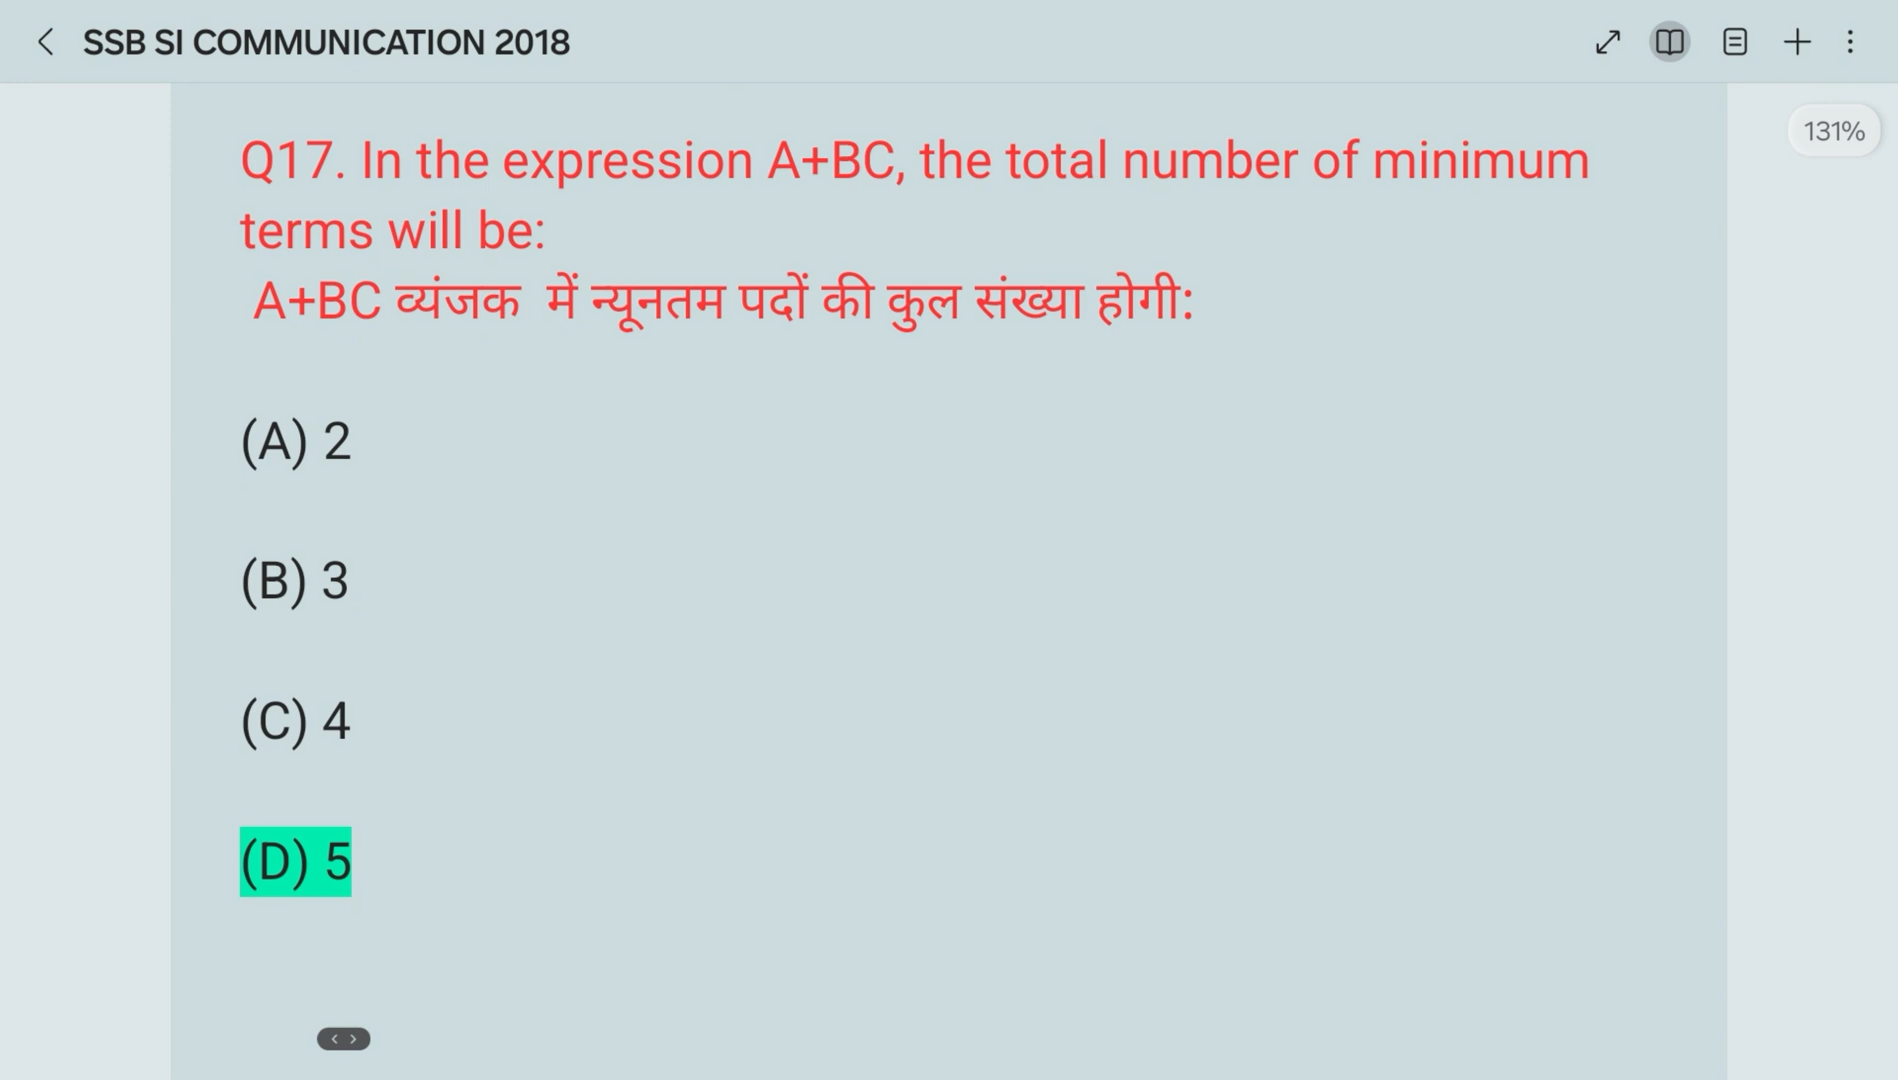 SSB SI COMMUNICATION 2018
131%
Q17. In the expression A+BC, the total number of minimum
terms will be:
A+BC व्यंजक में न्यूनतम पदों की कुल संख्या होगी:
(A) 2
(B) 3
(C) 4
(D) 5